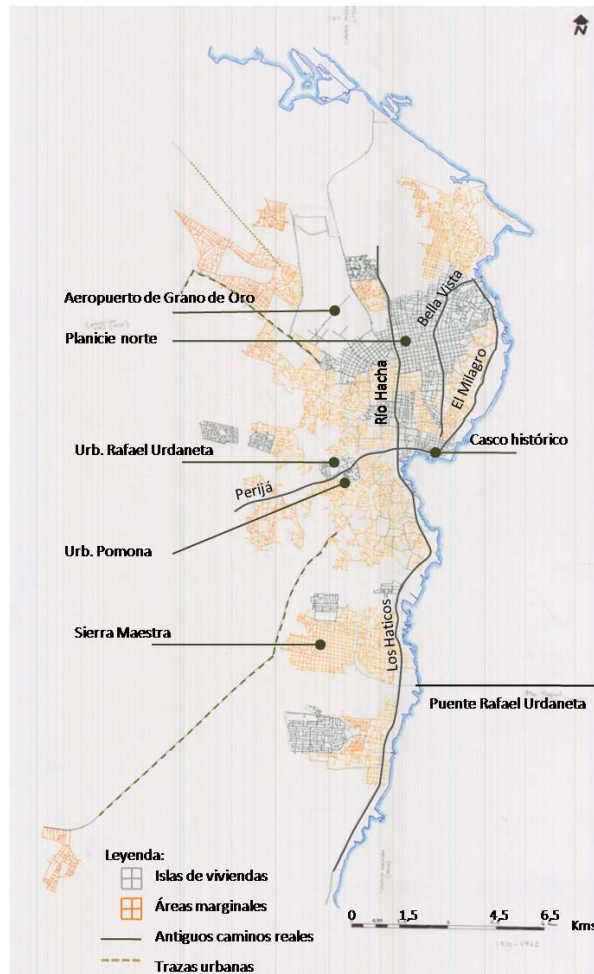 N
Aeropuerto de Grano de Oro
Planicie norte
Bella Vista
El Milagro
Río Hacha
Urb. Rafael Urdaneta
Casco histórico
Perijá
Urb. Pomona
Sierra Maestra
Los Haticos
Puente Rafael Urdaneta
Leyenda:
Islas de viviendas
Áreas marginales
Antiguos caminos reales
Trazas urbanas
0 1,5 4,5 6,5 Kms